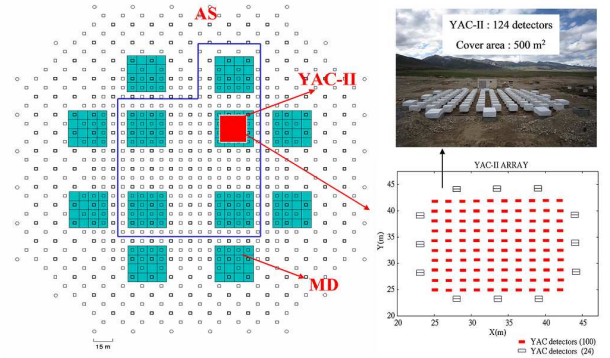 AS
YAC-II
MD
15 m
YAC-II : 124 detectors
Cover area : 500 m²
YAC-II ARRAY
Y(m)
45
40
35
30
25
20
20
25
30
35
40
45
X(m)
YAC detectors (100)
YAC detectors (24)